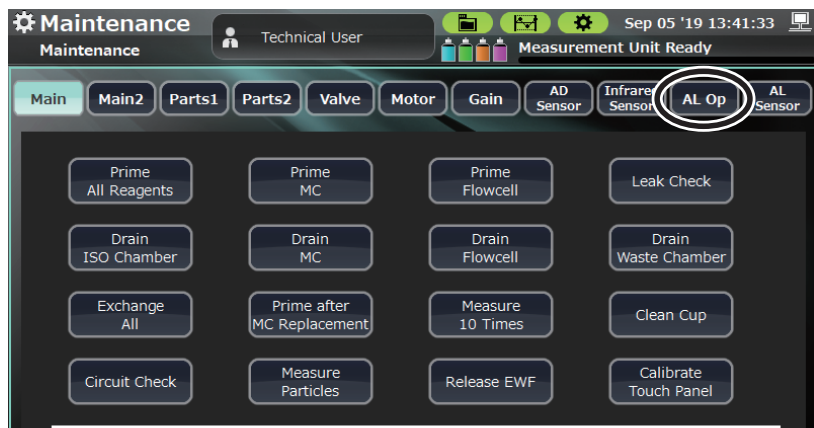 Maintenance
Maintenance
Technical User
Sep 05 '19 13:41:33
Measurement Unit Ready
Main
Main2
Parts1
Parts2
Valve
Motor
Gain
AD
Sensor
Infrared
Sensor
AL Op
AL
Sensor
Prime
All Reagents
Prime
MC
Prime
Flowcell
Leak Check
Drain
ISO Chamber
Drain
MC
Drain
Flowcell
Drain
Waste Chamber
Exchange
All
Prime after
MC Replacement
Measure
10 Times
Clean Cup
Circuit Check
Measure
Particles
Release EWF
Calibrate
Touch Panel